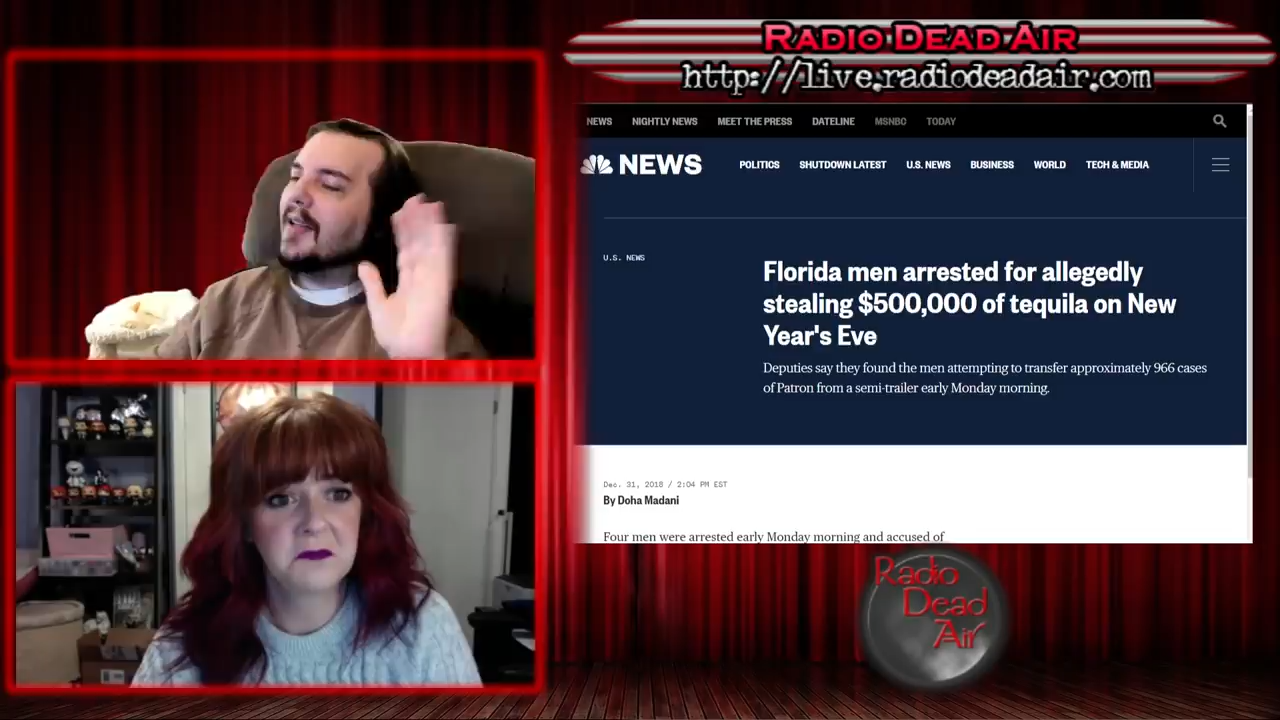 RADIO DEAD AIR
http://live.radiodeadair.com
NEWS NIGHTLY NEWS MEET THE PRESS DATELINE MSNBC TODAY
NEWS POLITICS SHUTDOWN LATEST U.S. NEWS BUSINESS WORLD TECH & MEDIA
U.S. NEWS
Florida men arrested for allegedly
stealing $500,000 of tequila on New
Year's Eve
Deputies say they found the men attempting to transfer approximately 966 cases
of Patron from a semi-trailer early Monday morning.
Dec. 31, 2018 / 2:04 PM EST
By Doha Madani
Four men were arrested early Monday morning and accused of
Radio
Dead
Air